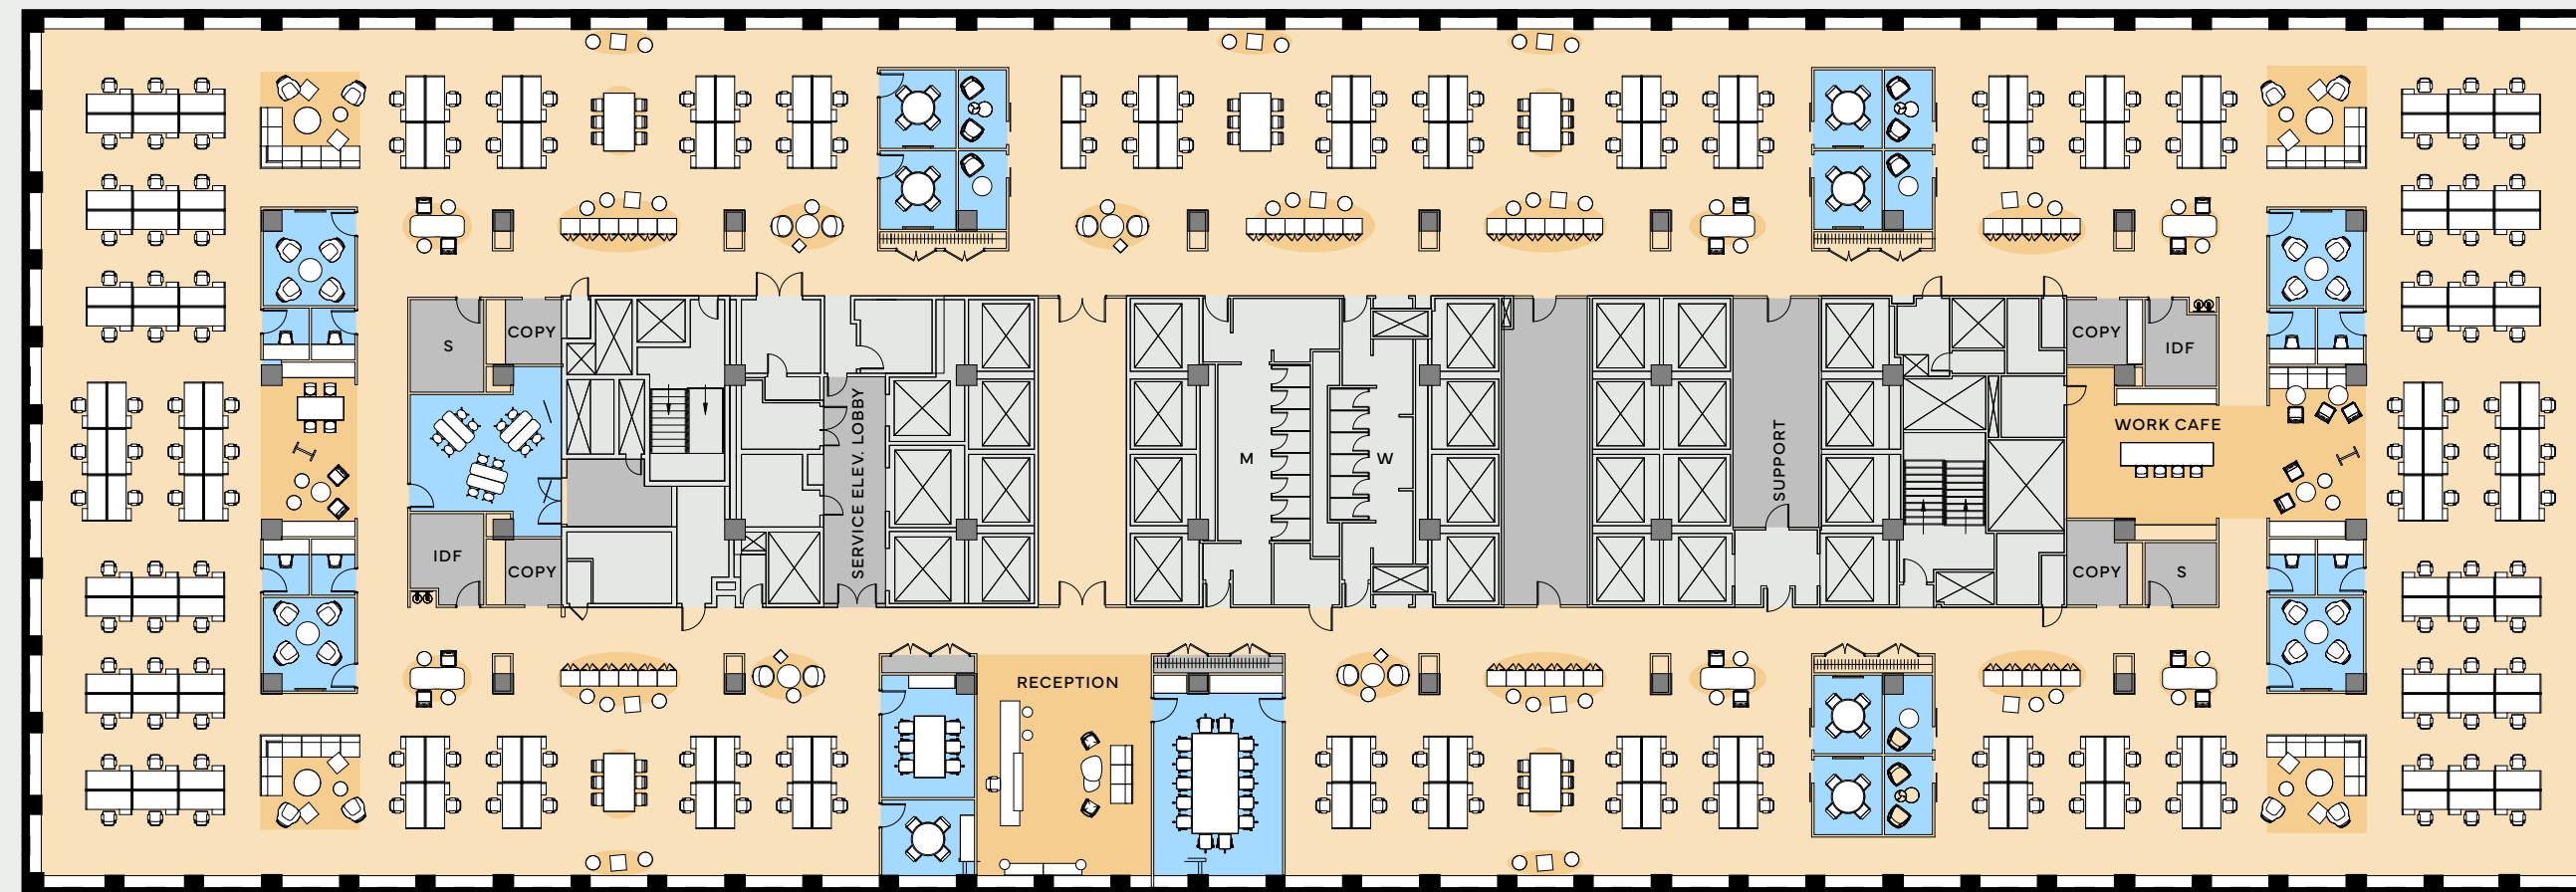 S
COPY
COPY
IDF
SERVICE ELEV. LOBBY
M
W
SUPPORT
WORK CAFE
IDF
COPY
COPY
S
RECEPTION